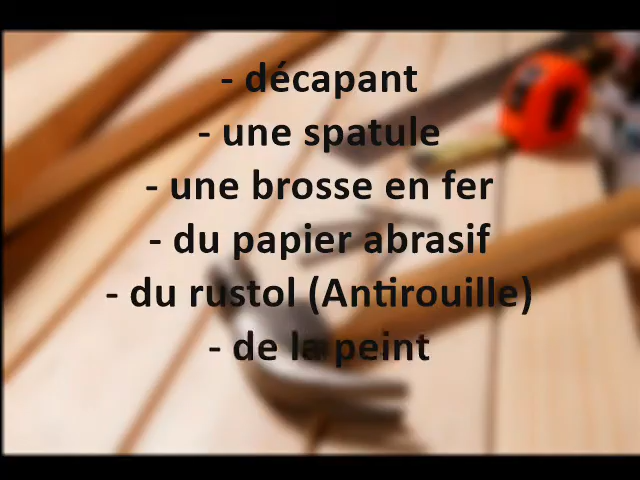 - décapant
- une spatule
- une brosse en fer
- du papier abrasif
- du rustol (Antirouille)
- de la peint